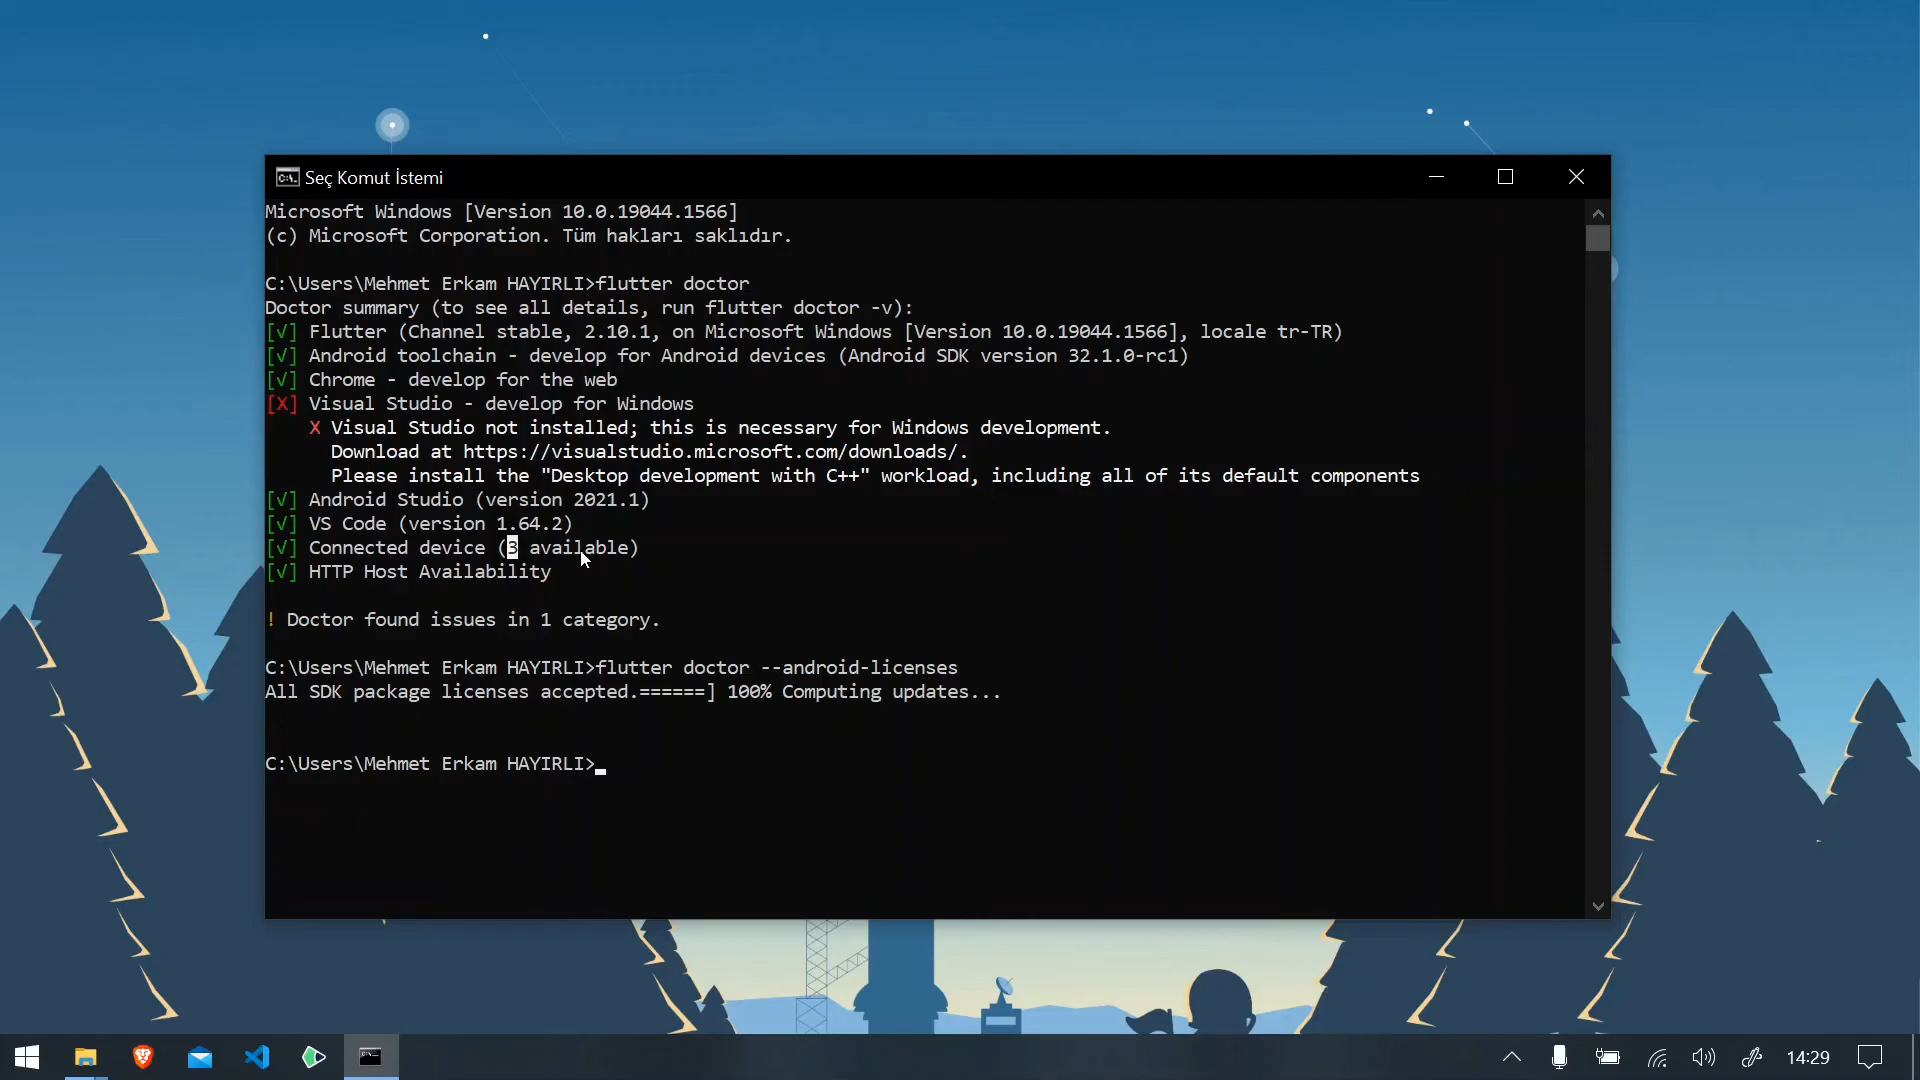 Seç Komut İstemi
Microsoft Windows [Version 10.0.19044.1566]
(c) Microsoft Corporation. Tüm hakları saklıdır.
C:\Users\Mehmet Erkam HAYIRLI>flutter doctor
Doctor summary (to see all details, run flutter doctor -v):
[√] Flutter (Channel stable, 2.10.1, on Microsoft Windows [Version 10.0.19044.1566], locale tr-TR)
[√] Android toolchain - develop for Android devices (Android SDK version 32.1.0-rc1)
[√] Chrome - develop for the web
[X] Visual Studio - develop for Windows
X Visual Studio not installed; this is necessary for Windows development.
Download at https://visualstudio.microsoft.com/downloads/.
Please install the "Desktop development with C++" workload, including all of its default components
[√] Android Studio (version 2021.1)
[√] VS Code (version 1.64.2)
[√] Connected device (3 available)
[√] HTTP Host Availability
! Doctor found issues in 1 category.
C:\Users\Mehmet Erkam HAYIRLI>flutter doctor --android-licenses
All SDK package licenses accepted.======] 100% Computing updates...
C:\Users\Mehmet Erkam HAYIRLI>
14:29